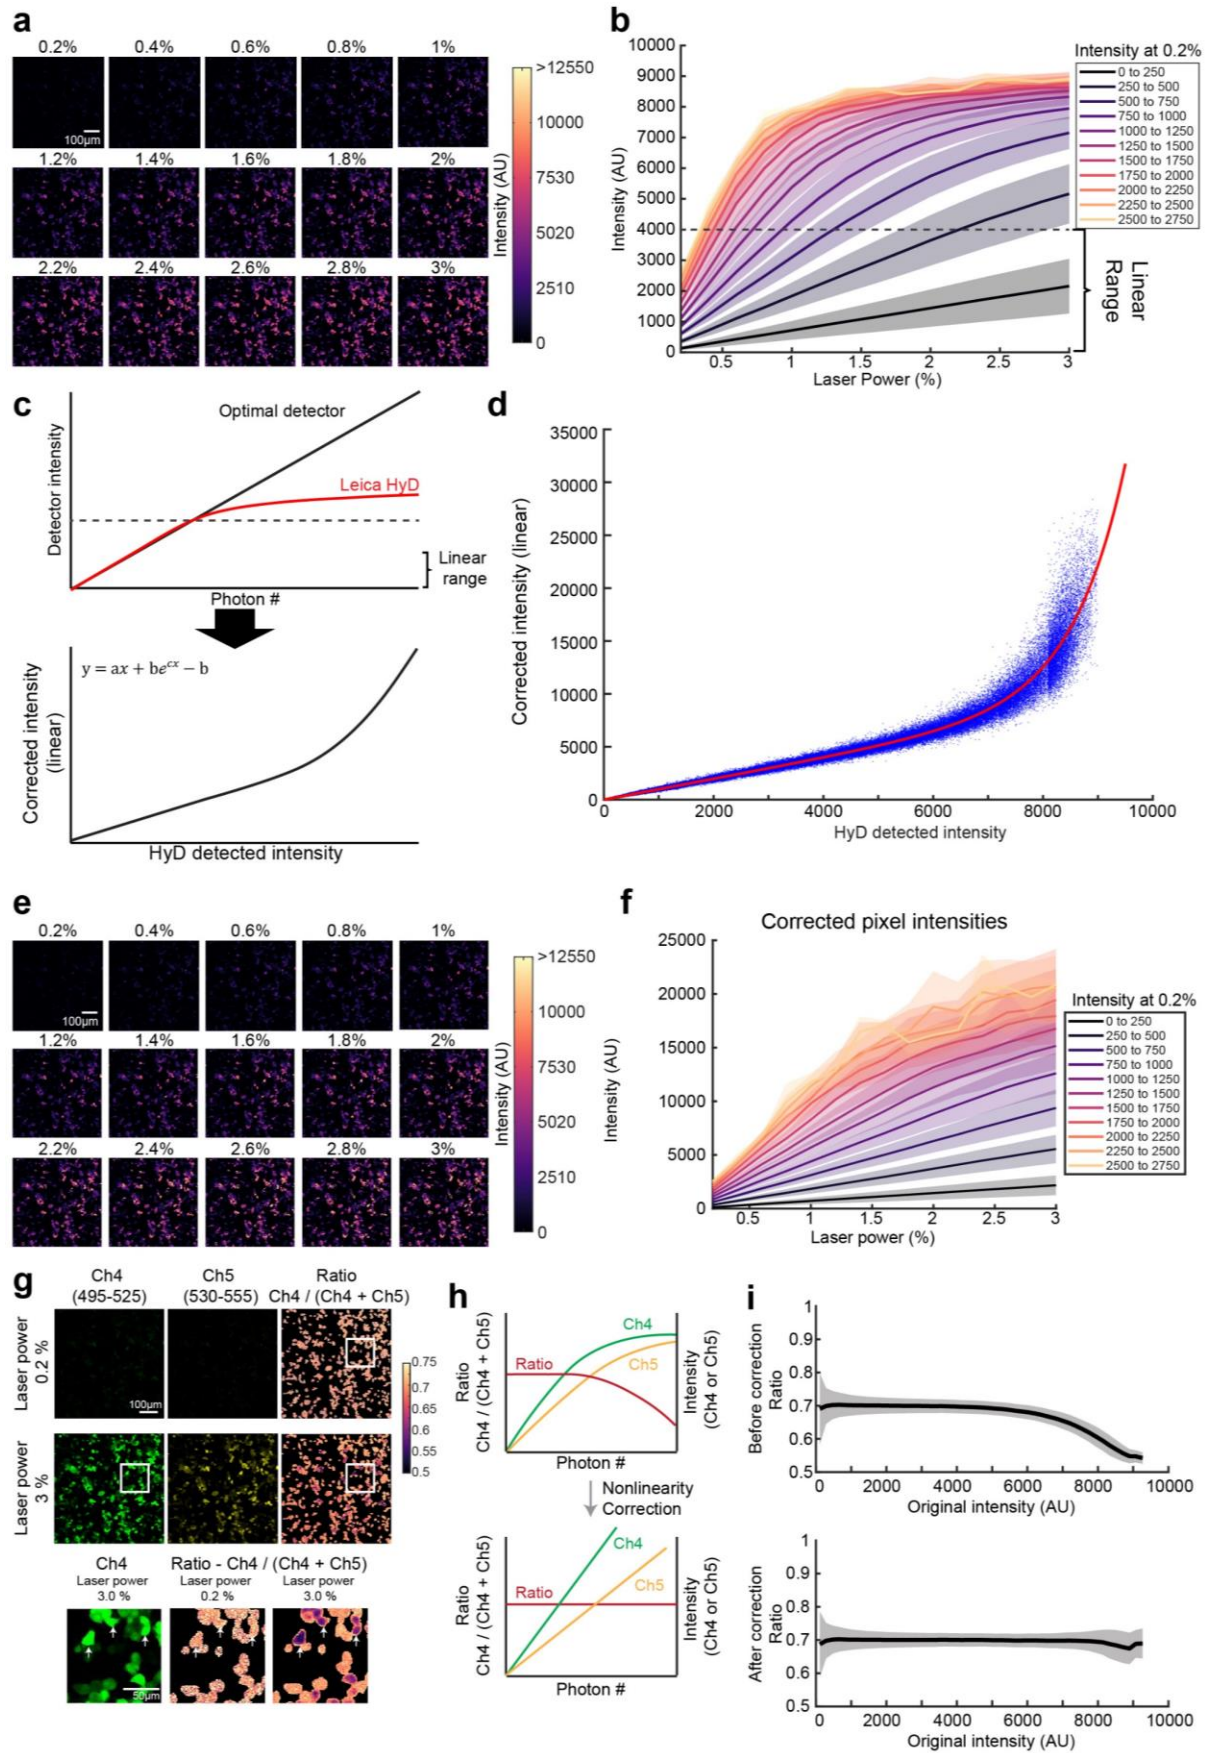 a
0.2%
0.4%
0.6%
0.8%
1%
100µm
1.2%
1.4%
1.6%
1.8%
2%
2.2%
2.4%
2.6%
2.8%
3%
>12550
10000
7530
5020
2510
0
Intensity (AU)
b
10000
9000
8000
7000
6000
5000
4000
3000
2000
1000
0
Intensity (AU)
0.5
1
1.5
2
2.5
3
Laser Power (%)
Intensity at 0.2%
0 to 250
250 to 500
500 to 750
750 to 1000
1000 to 1250
1250 to 1500
1500 to 1750
1750 to 2000
2000 to 2250
2250 to 2500
2500 to 2750
Linear
Range
c
Detector intensity
Optimal detector
Leica HyD
Linear
range
Photon #
y = ax + be^{cx} − b
Corrected intensity
(linear)
HyD detected intensity
d
35000
30000
25000
20000
15000
10000
5000
0
Corrected intensity (linear)
0
2000
4000
6000
8000
10000
HyD detected intensity
e
0.2%
0.4%
0.6%
0.8%
1%
100µm
1.2%
1.4%
1.6%
1.8%
2%
2.2%
2.4%
2.6%
2.8%
3%
>12550
10000
7530
5020
2510
0
Intensity (AU)
f
Corrected pixel intensities
25000
20000
15000
10000
5000
0
Intensity (AU)
0.5
1
1.5
2
2.5
3
Laser power (%)
Intensity at 0.2%
0 to 250
250 to 500
500 to 750
750 to 1000
1000 to 1250
1250 to 1500
1500 to 1750
1750 to 2000
2000 to 2250
2250 to 2500
2500 to 2750
g
Ch4
(495-525)
Ch5
(530-555)
Ratio
Ch4 / (Ch4 + Ch5)
Laser power
0.2 %
100µm
0.75
0.7
0.65
0.6
0.55
0.5
Laser power
3 %
Ch4
Laser power
3.0 %
Ratio - Ch4 / (Ch4 + Ch5)
Laser power
0.2 %
Laser power
3.0 %
50µm
h
Ratio
Ch4 / (Ch4 + Ch5)
Ratio
Ch4
Ch5
Intensity
(Ch4 or Ch5)
Photon #
Nonlinearity
Correction
Ratio
Ch4 / (Ch4 + Ch5)
Ratio
Ch4
Ch5
Intensity
(Ch4 or Ch5)
Photon #
i
1
0.9
0.8
0.7
0.6
0.5
Before correction
Ratio
0
2000
4000
6000
8000
10000
Original intensity (AU)
1
0.9
0.8
0.7
0.6
0.5
After correction
Ratio
0
2000
4000
6000
8000
10000
Original intensity (AU)